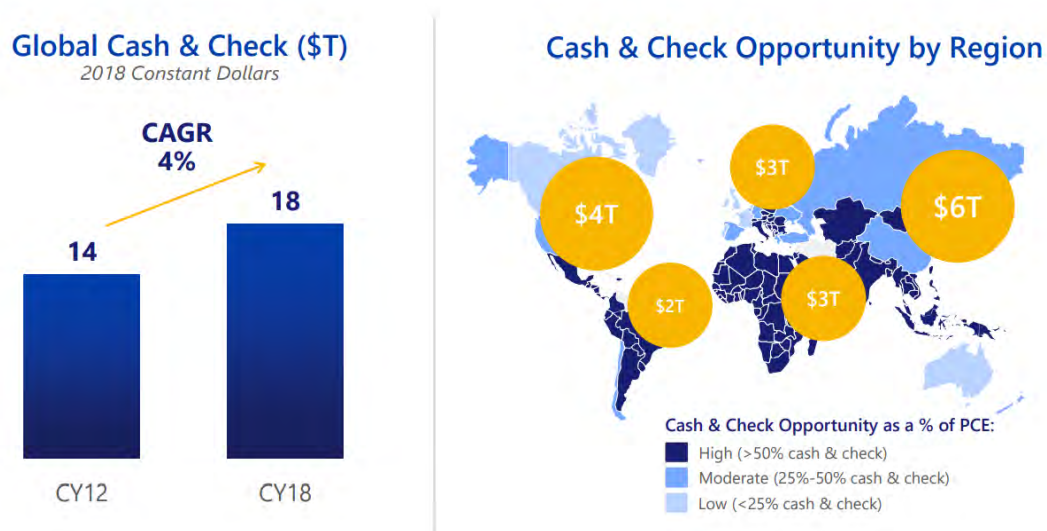 Global Cash & Check ($T)
2018 Constant Dollars
CAGR
4%
14
18
CY12
CY18
Cash & Check Opportunity by Region
$4T
$3T
$6T
$2T
$3T
Cash & Check Opportunity as a % of PCE:
High (>50% cash & check)
Moderate (25%-50% cash & check)
Low (<25% cash & check)